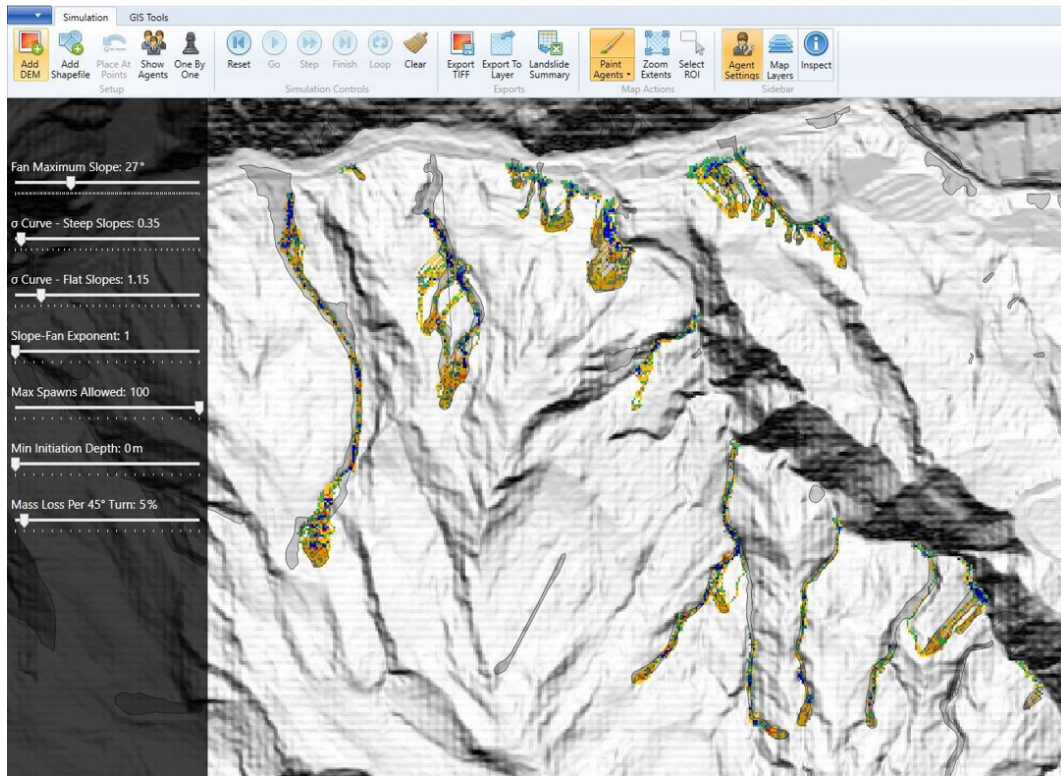 Simulation GIS Tools
Add Add Place At Show One By Reset Go Step Finish Loop Clear Export Export To Landslide Paint Zoom Select Agent Map Inspect
DEM Shapefile Points Agents One TIFF Layer Summary Agents Extents ROI Settings Layers
Setup Simulation Controls Exports Map Actions Sidebar
Fan Maximum Slope: 27°
σ Curve - Steep Slopes: 0.35
σ Curve - Flat Slopes: 1.15
Slope-Fan Exponent: 1
Max Spawns Allowed: 100
Min Initiation Depth: 0 m
Mass Loss Per 45° Turn: 5 %